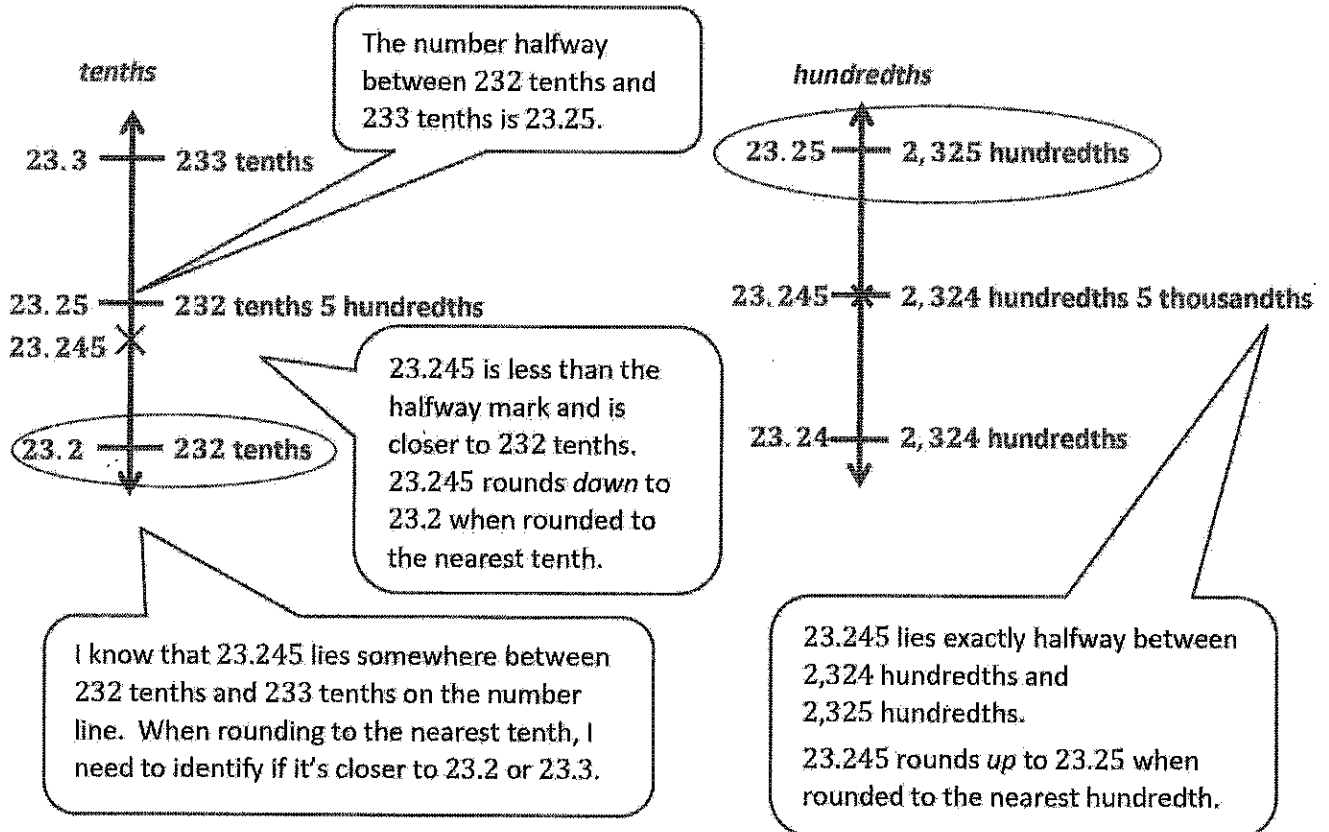 tenths
The number halfway
between 232 tenths and
233 tenths is 23.25.
23.3 233 tenths
23.25 232 tenths 5 hundredths
23.245
23.2 232 tenths
23.245 is less than the
halfway mark and is
closer to 232 tenths.
23.245 rounds down to
23.2 when rounded to
the nearest tenth.
I know that 23.245 lies somewhere between
232 tenths and 233 tenths on the number
line. When rounding to the nearest tenth, I
need to identify if it's closer to 23.2 or 23.3.
hundredths
23.25 2,325 hundredths
23.245 2,324 hundredths 5 thousandths
23.24 2,324 hundredths
23.245 lies exactly halfway between
2,324 hundredths and
2,325 hundredths.
23.245 rounds up to 23.25 when
rounded to the nearest hundredth.